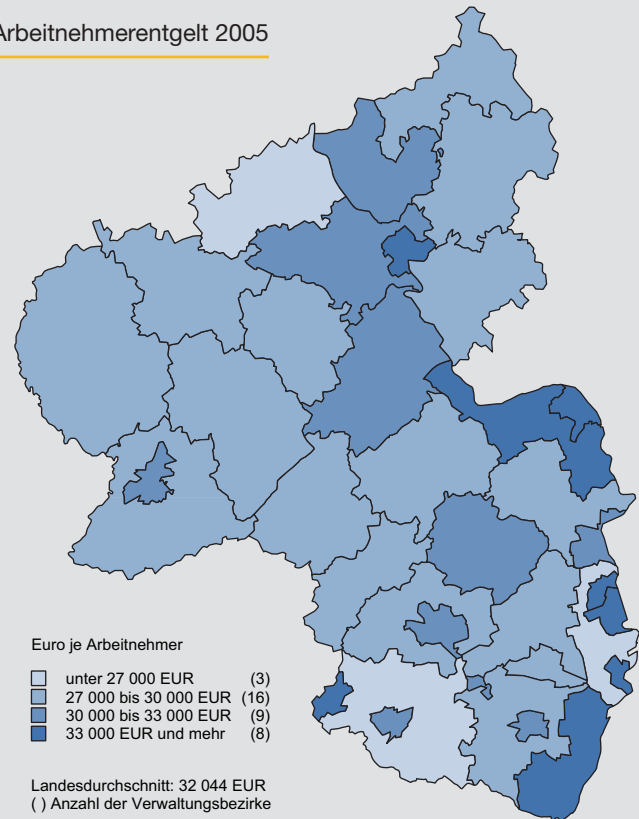 Arbeitnehmerentgelt 2005
Euro je Arbeitnehmer
unter 27 000 EUR (3)
27 000 bis 30 000 EUR (16)
30 000 bis 33 000 EUR (9)
33 000 EUR und mehr (8)
Landesdurchschnitt: 32 044 EUR
( ) Anzahl der Verwaltungsbezirke